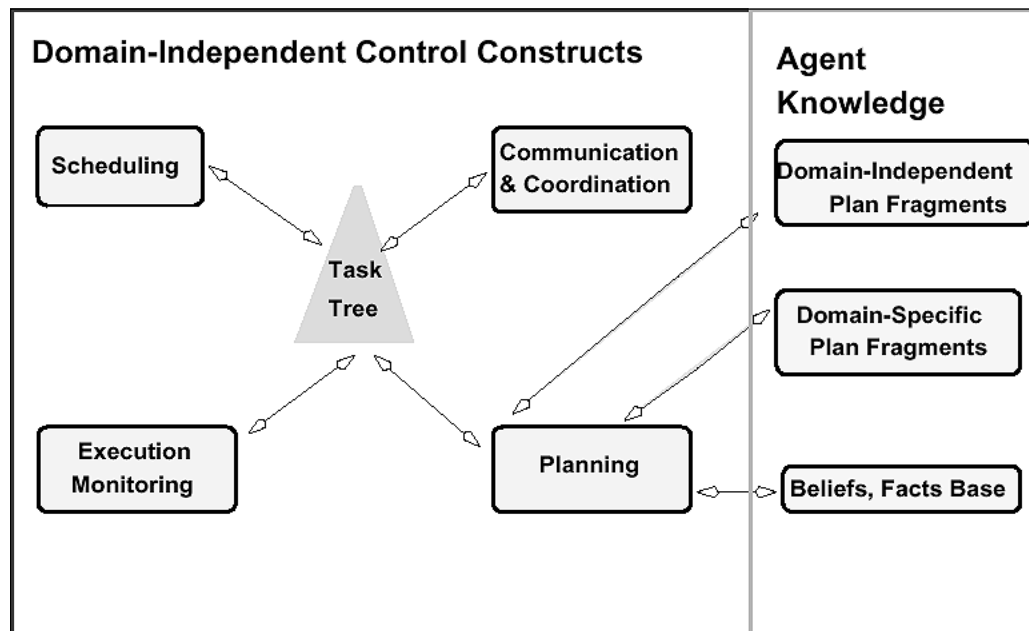 Domain-Independent Control Constructs
Agent
Knowledge
Scheduling
Communication
& Coordination
Domain-Independent
Plan Fragments
Task
Tree
Domain-Specific
Plan Fragments
Execution
Monitoring
Planning
Beliefs, Facts Base